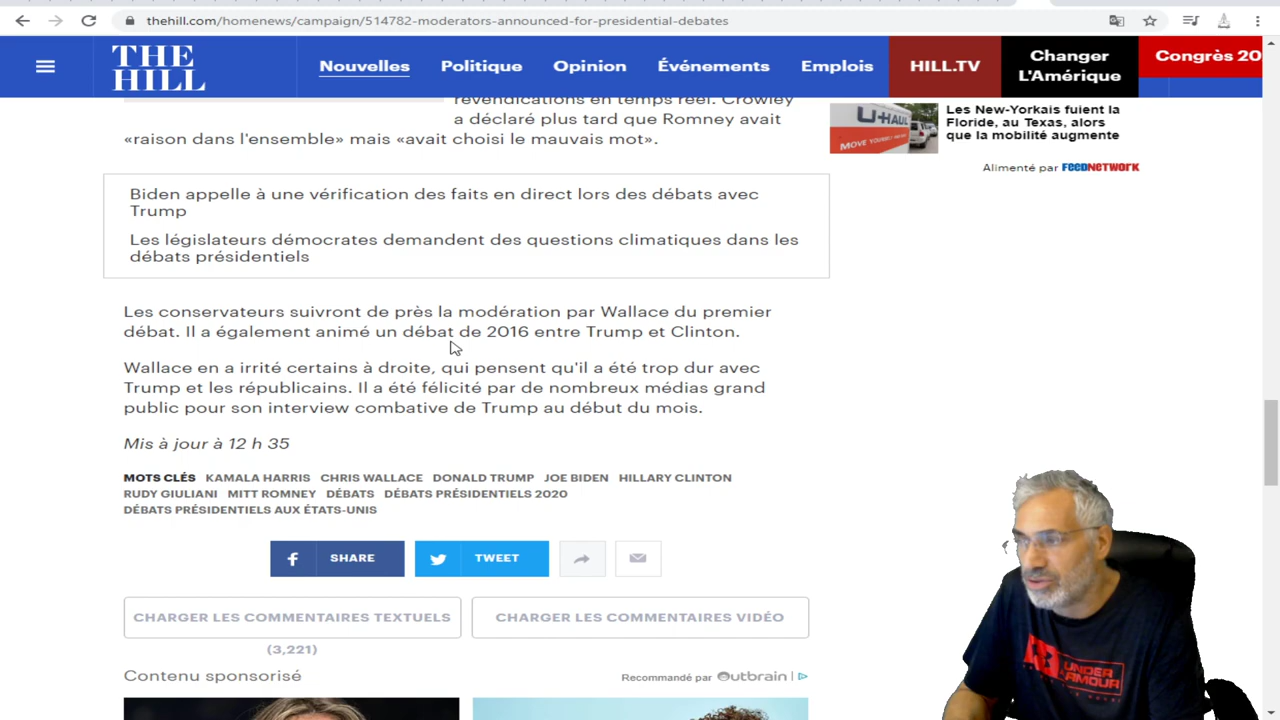 thehill.com/homenews/campaign/514782-moderators-announced-for-presidential-debates
THE
HILL
Nouvelles
Politique
Opinion
Événements
Emplois
HILL.TV
Changer
L'Amérique
Congrès 20
revendications en temps réel. Crowley
a déclaré plus tard que Romney avait
«raison dans l'ensemble» mais «avait choisi le mauvais mot».
U-HAUL
Les New-Yorkais fuient la
Floride, au Texas, alors
que la mobilité augmente
Alimenté par FEEDNETWORK
Biden appelle à une vérification des faits en direct lors des débats avec
Trump
Les législateurs démocrates demandent des questions climatiques dans les
débats présidentiels
Les conservateurs suivront de près la modération par Wallace du premier
débat. Il a également animé un débat de 2016 entre Trump et Clinton.
Wallace en a irrité certains à droite, qui pensent qu'il a été trop dur avec
Trump et les républicains. Il a été félicité par de nombreux médias grand
public pour son interview combative de Trump au début du mois.
Mis à jour à 12 h 35
MOTS CLÉS KAMALA HARRIS CHRIS WALLACE DONALD TRUMP JOE BIDEN HILLARY CLINTON
RUDY GIULIANI MITT ROMNEY DÉBATS DÉBATS PRÉSIDENTIELS 2020
DÉBATS PRÉSIDENTIELS AUX ÉTATS-UNIS
SHARE
TWEET
CHARGER LES COMMENTAIRES TEXTUELS
(3,221)
CHARGER LES COMMENTAIRES VIDÉO
Contenu sponsorisé
Recommandé par Outbrain
UNDER
ARMOUR